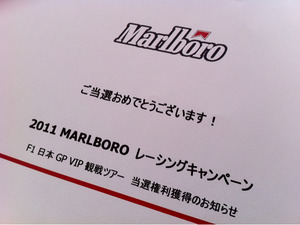 Marlboro
ご当選おめでとうございます！
2011 MARLBORO レーシングキャンペーン
F1 日本 GP VIP 観戦ツアー 当選権利獲得のお知らせ